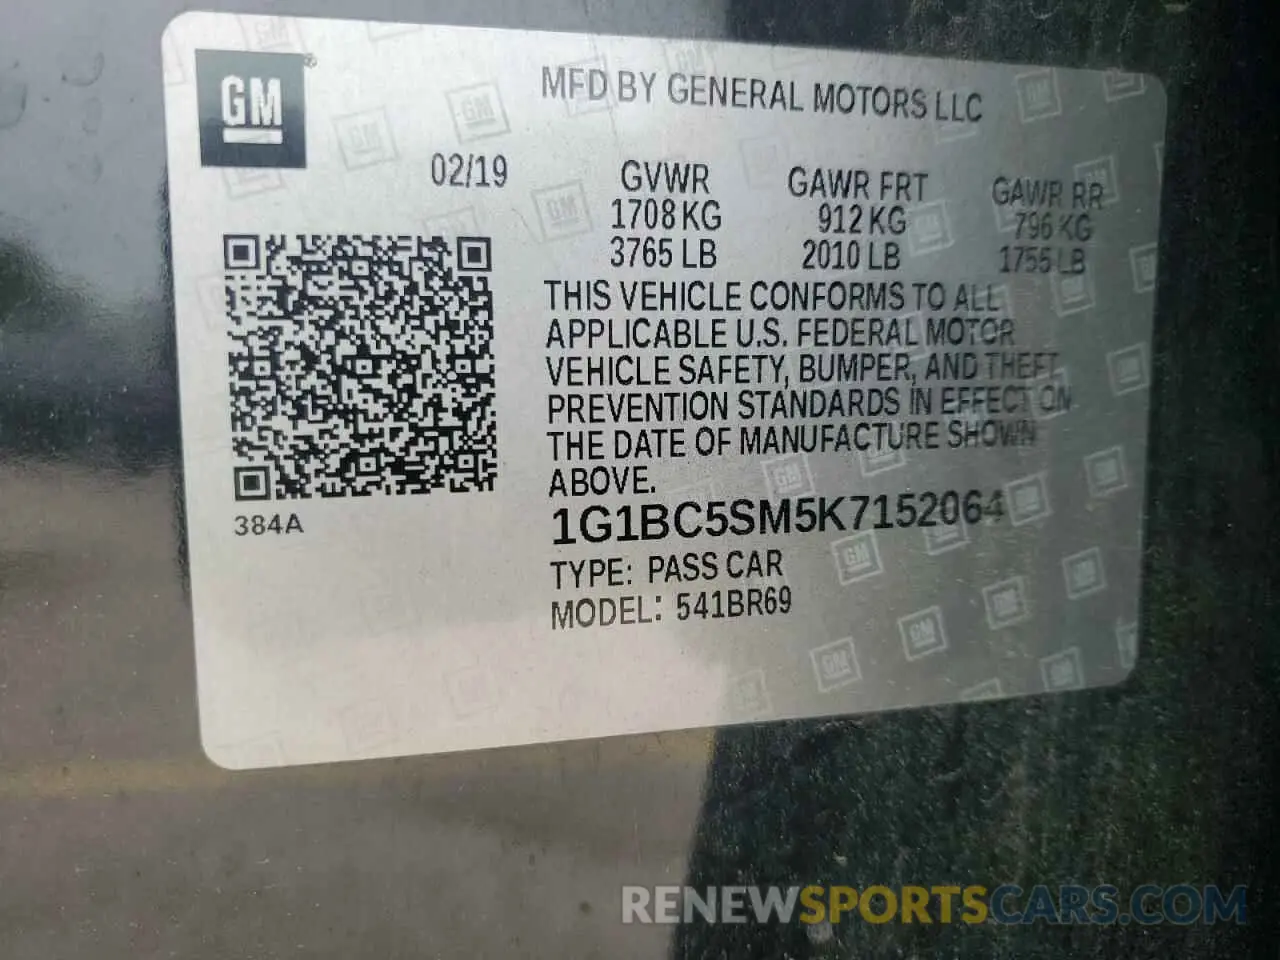 GM
MFD BY GENERAL MOTORS LLC
02/19
GVWR GAWR FRT GAWR RR
1708 KG 912 KG 796 KG
3765 LB 2010 LB 1755 LB
THIS VEHICLE CONFORMS TO ALL
APPLICABLE U.S. FEDERAL MOTOR
VEHICLE SAFETY, BUMPER, AND THEFT
PREVENTION STANDARDS IN EFFECT ON
THE DATE OF MANUFACTURE SHOWN
ABOVE.
384A
1G1BC5SM5K7152064
TYPE: PASS CAR
MODEL: 541BR69
RENEWSPORTSCARS.COM